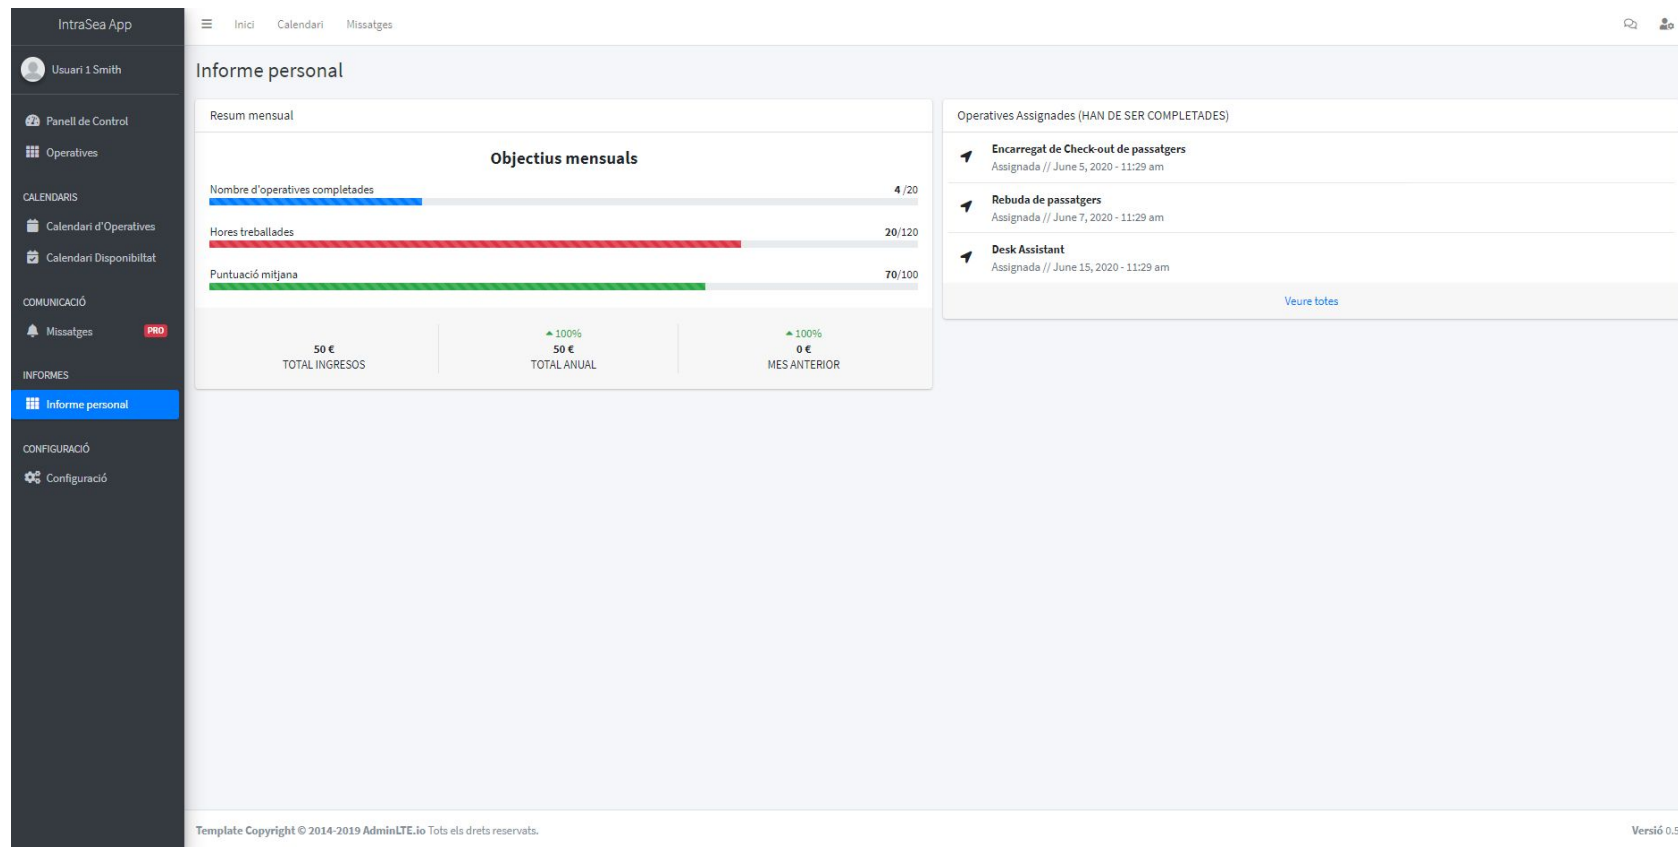 IntraSea App
Inici Calendari Missatges
Usuari 1 Smith
Panell de Control
Operatives
CALENDARIS
Calendari d'Operatives
Calendari Disponibiltat
COMUNICACIÓ
Missatges PRO
INFORMES
Informe personal
CONFIGURACIÓ
Configuració
Informe personal
Resum mensual
Objectius mensuals
Nombre d'operatives completades 4 /20
Hores treballades 20/120
Puntuació mitjana 70/100
50 €
TOTAL INGRESOS
100%
50 €
TOTAL ANUAL
100%
0 €
MES ANTERIOR
Operatives Assignades (HAN DE SER COMPLETADES)
Encarregat de Check-out de passatgers
Assignada // June 5, 2020 - 11:29 am
Rebuda de passatgers
Assignada // June 7, 2020 - 11:29 am
Desk Assistant
Assignada // June 15, 2020 - 11:29 am
Veure totes
Template Copyright © 2014-2019 AdminLTE.io Tots els drets reservats.
Versió 0.5